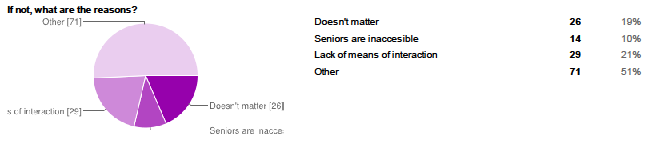 If not, what are the reasons?
Other [71]
s of interaction [29]
Doesn't matter [26]
Seniors are inacce
Doesn't matter 26 19%
Seniors are inaccesible 14 10%
Lack of means of interaction 29 21%
Other 71 51%